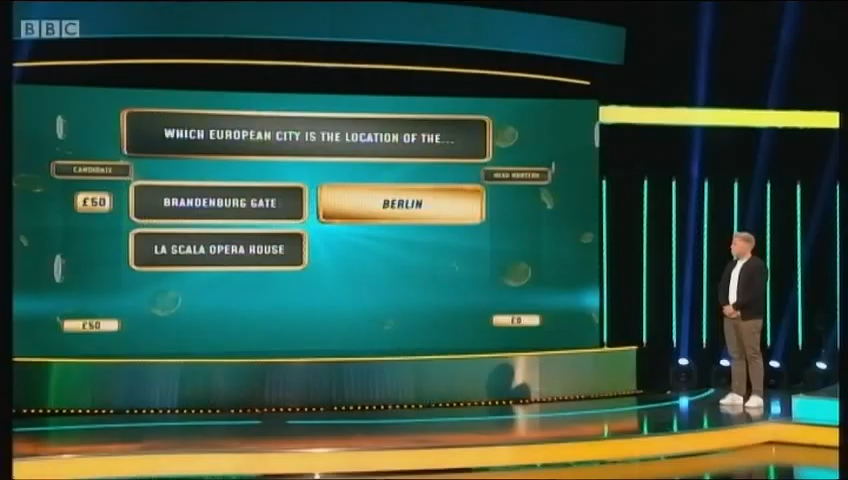 BBC
WHICH EUROPEAN CITY IS THE LOCATION OF THE...
CANDIDATE
HEAD HUNTERS
£50
BRANDENBURG GATE
BERLIN
LA SCALA OPERA HOUSE
£50
£0